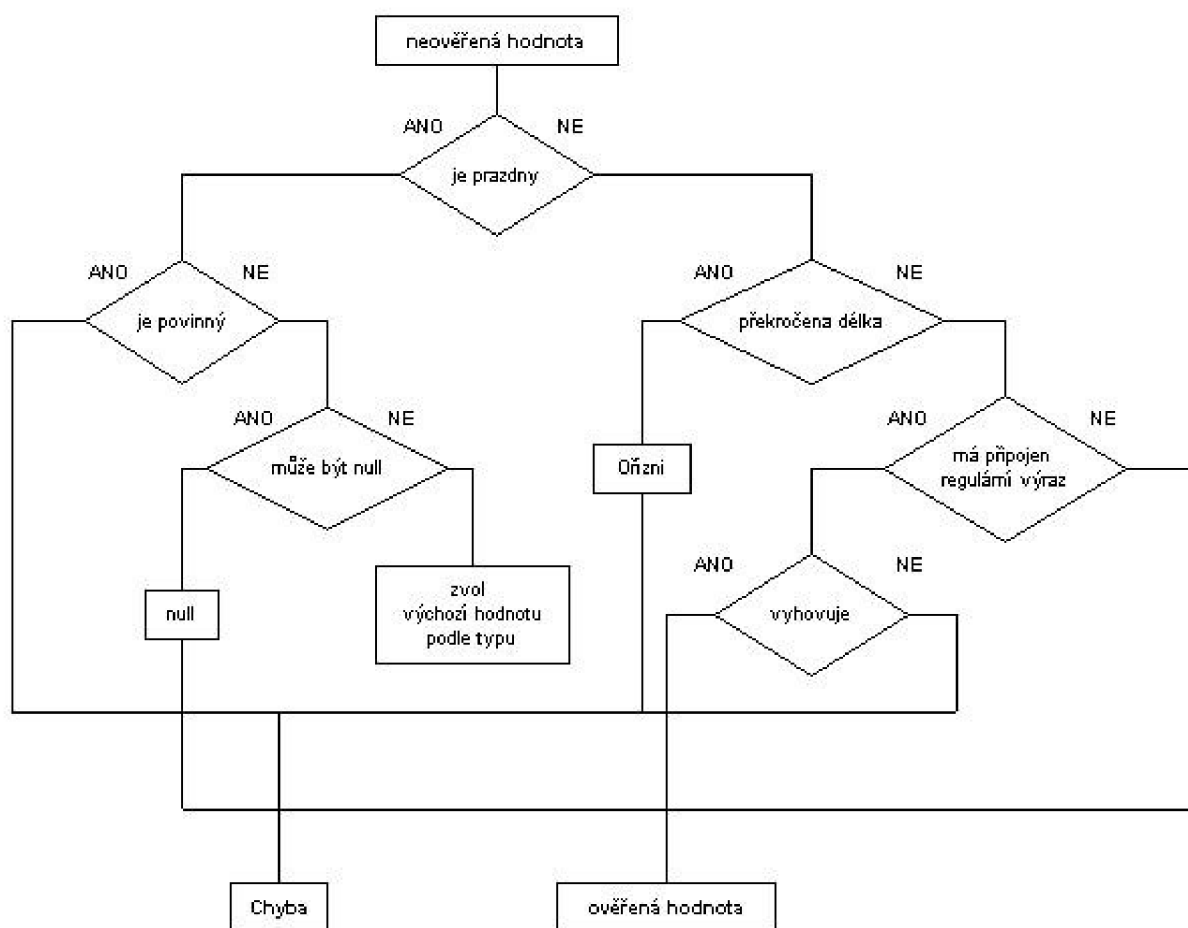 neověřená hodnota
ANO
NE
je prazdny
ANO
NE
je povinný
ANO
NE
překročena délka
ANO
NE
může být null
Ořízni
ANO
NE
má připojen
regulární výraz
null
zvol
výchozí hodnotu
podle typu
ANO
NE
vyhovuje
Chyba
ověřená hodnota